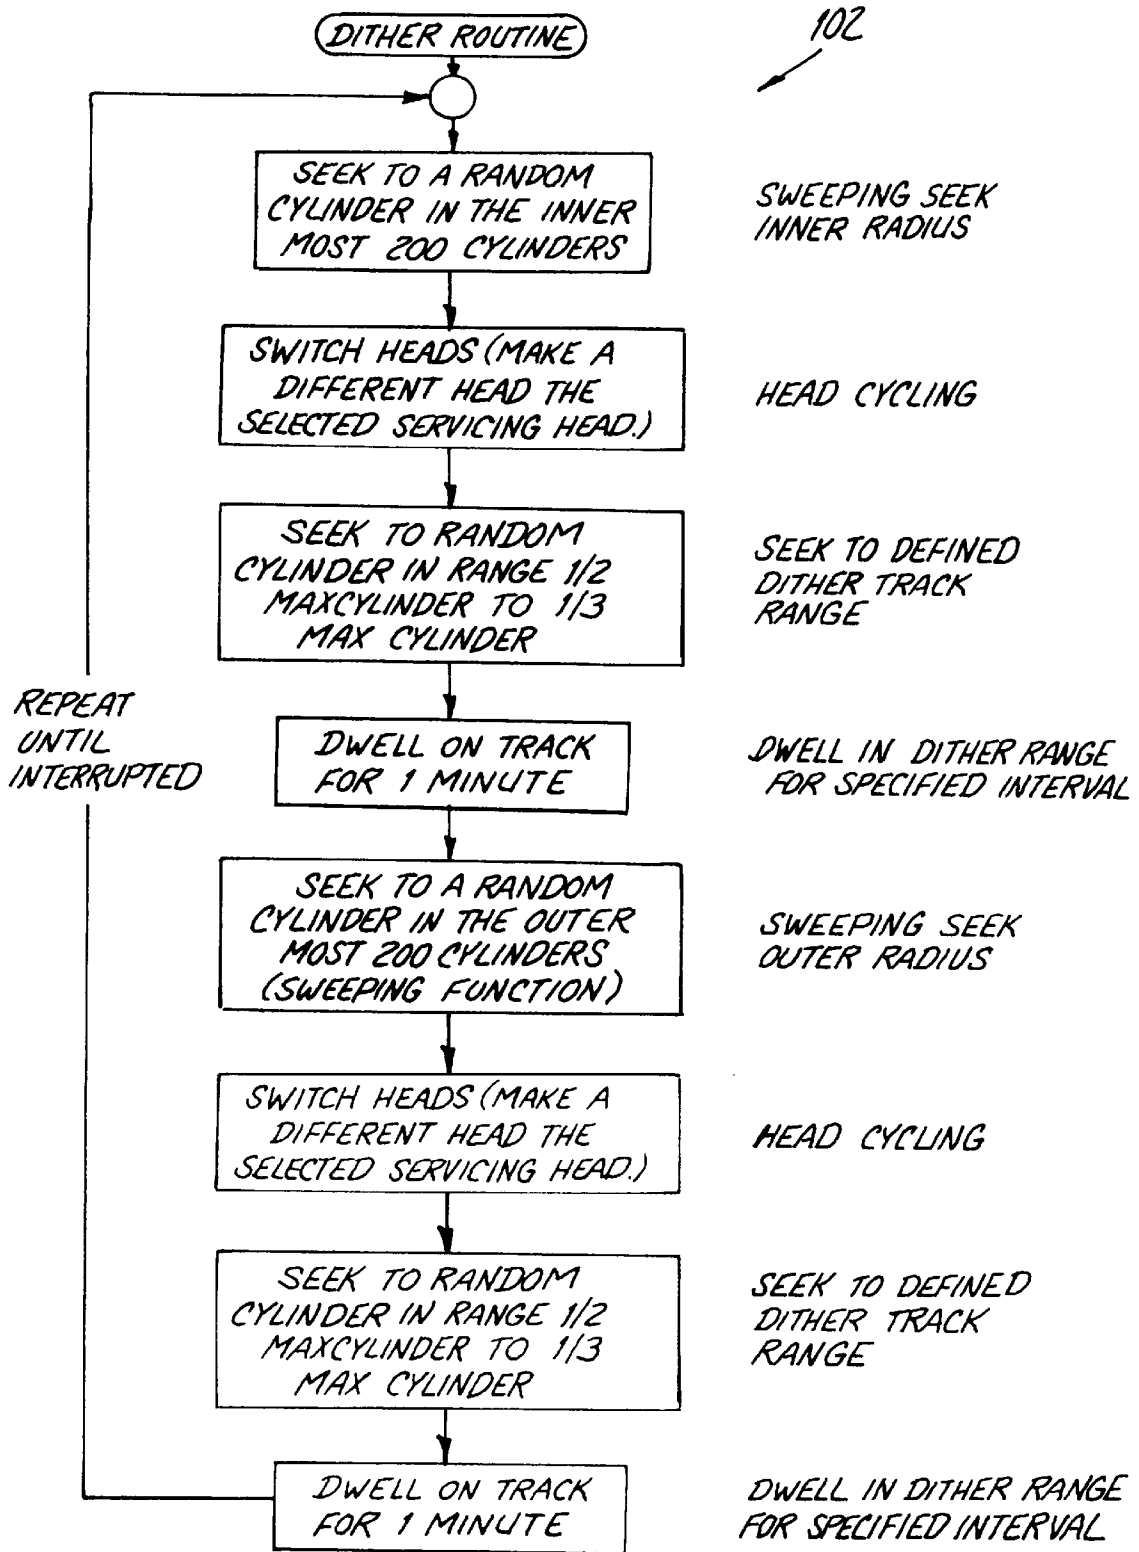 DITHER ROUTINE
102
SEEK TO A RANDOM
CYLINDER IN THE INNER
MOST 200 CYLINDERS
SWEEPING SEEK
INNER RADIUS
SWITCH HEADS (MAKE A
DIFFERENT HEAD THE
SELECTED SERVICING HEAD.)
HEAD CYCLING
SEEK TO RANDOM
CYLINDER IN RANGE 1/2
MAXCYLINDER TO 1/3
MAX CYLINDER
SEEK TO DEFINED
DITHER TRACK
RANGE
REPEAT
UNTIL
INTERRUPTED
DWELL ON TRACK
FOR 1 MINUTE
DWELL IN DITHER RANGE
FOR SPECIFIED INTERVAL
SEEK TO A RANDOM
CYLINDER IN THE OUTER
MOST 200 CYLINDERS
(SWEEPING FUNCTION)
SWEEPING SEEK
OUTER RADIUS
SWITCH HEADS (MAKE A
DIFFERENT HEAD THE
SELECTED SERVICING HEAD.)
HEAD CYCLING
SEEK TO RANDOM
CYLINDER IN RANGE 1/2
MAXCYLINDER TO 1/3
MAX CYLINDER
SEEK TO DEFINED
DITHER TRACK
RANGE
DWELL ON TRACK
FOR 1 MINUTE
DWELL IN DITHER RANGE
FOR SPECIFIED INTERVAL